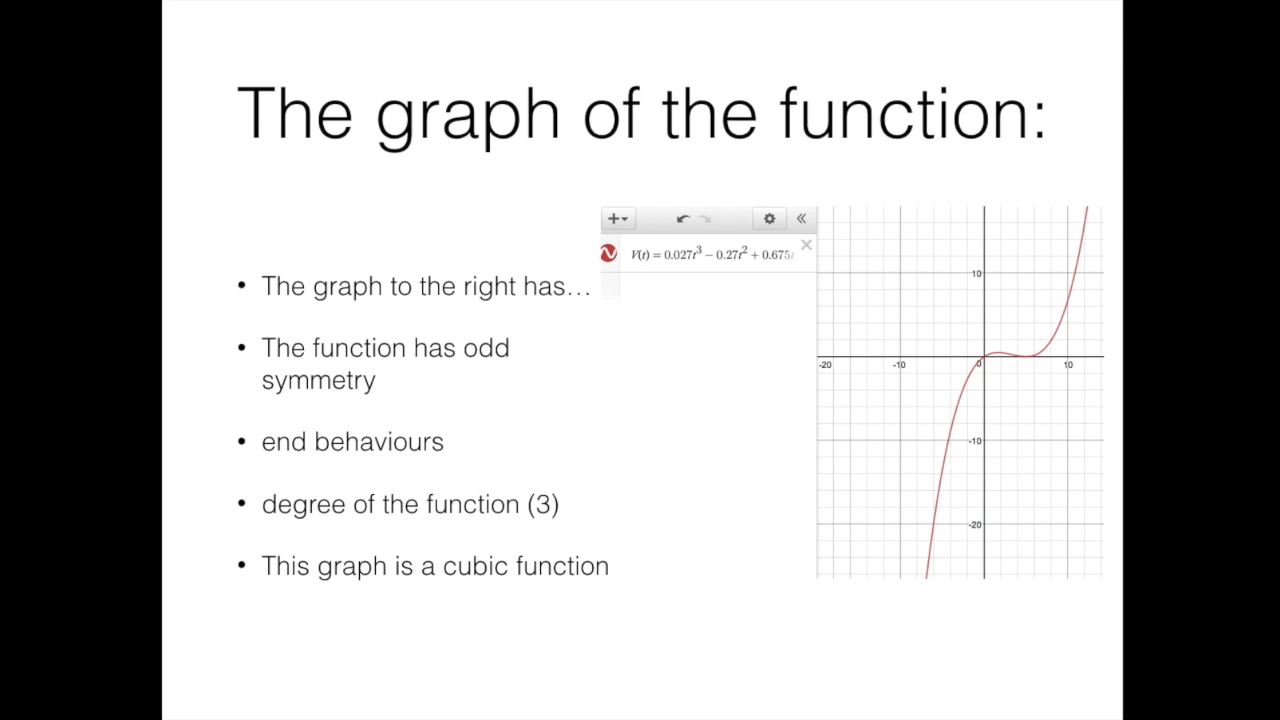 The graph of the function:
• The graph to the right has…
• The function has odd
symmetry
• end behaviours
• degree of the function (3)
• This graph is a cubic function
V(t) = 0.027t³ − 0.27t² + 0.675t
10
-20
-10
0
10
-10
-20